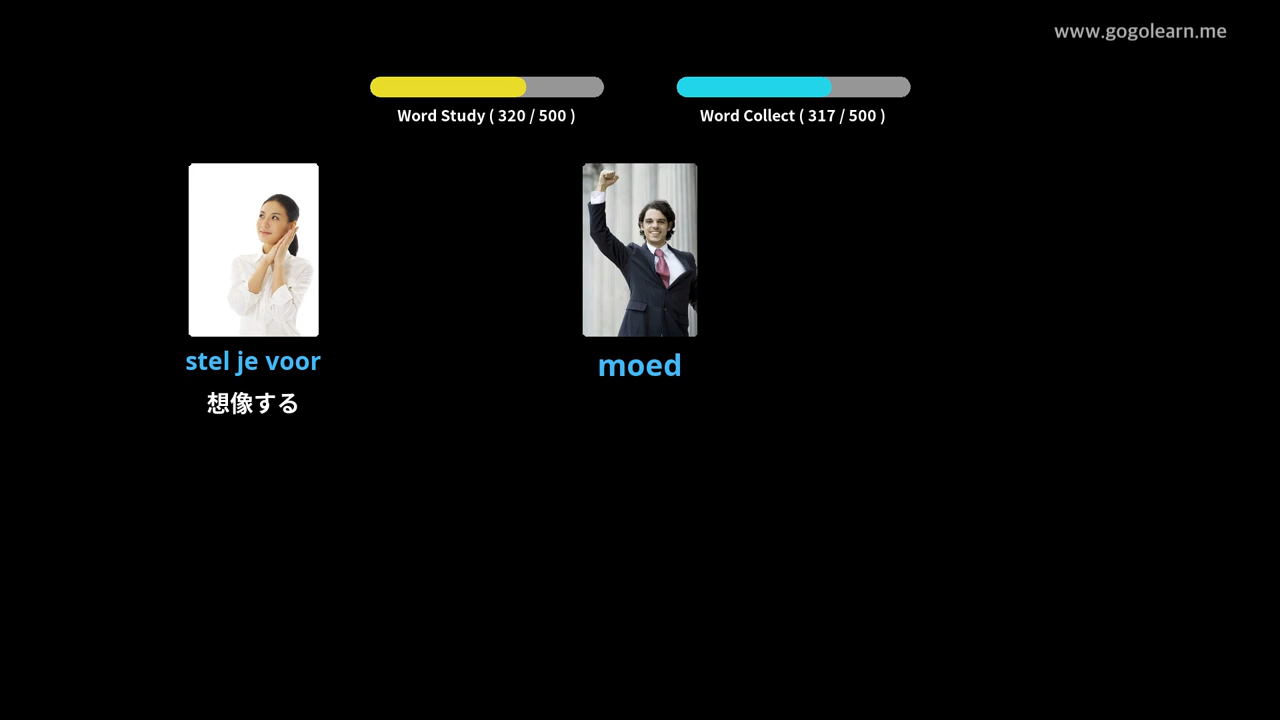 www.gogolearn.me
Word Study ( 320 / 500 )
Word Collect ( 317 / 500 )
stel je voor
想像する
moed